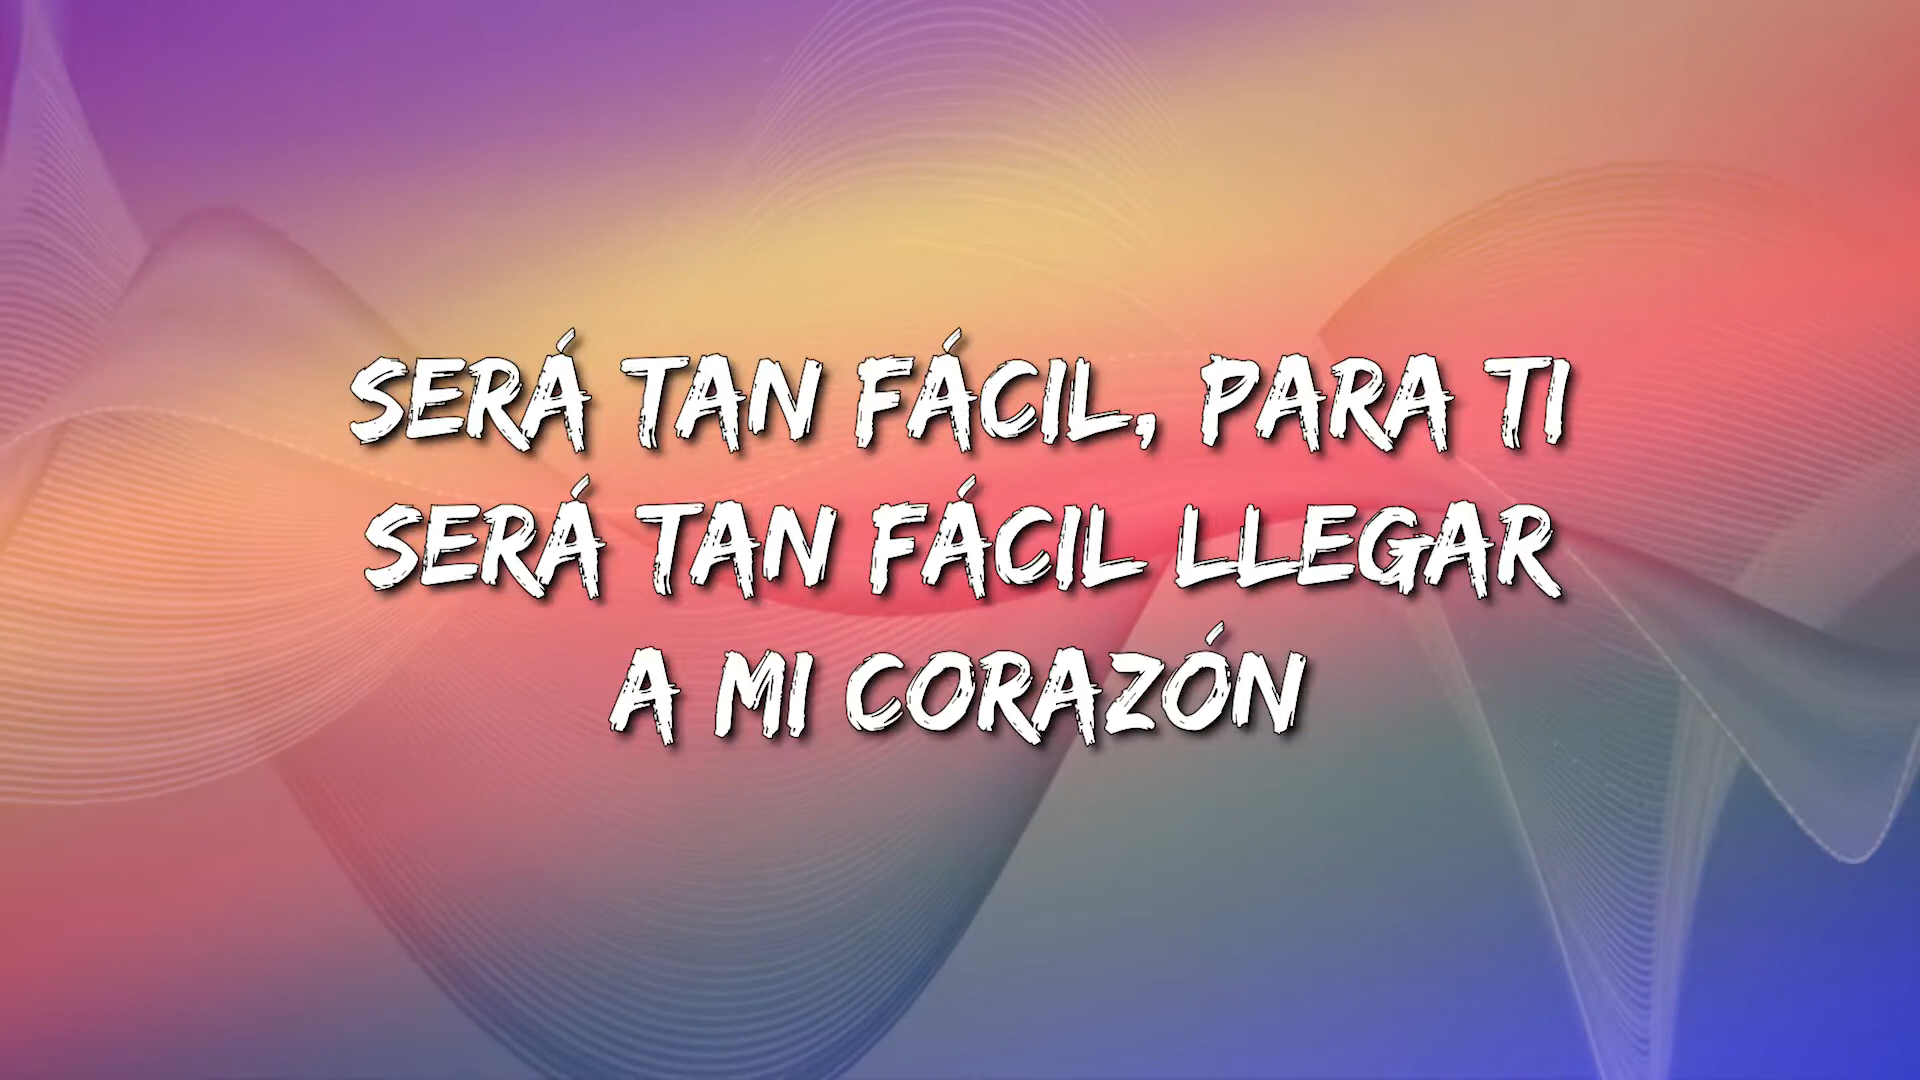 SERÁ TAN FÁCIL, PARA TI
SERÁ TAN FÁCIL LLEGAR
A MI CORAZÓN